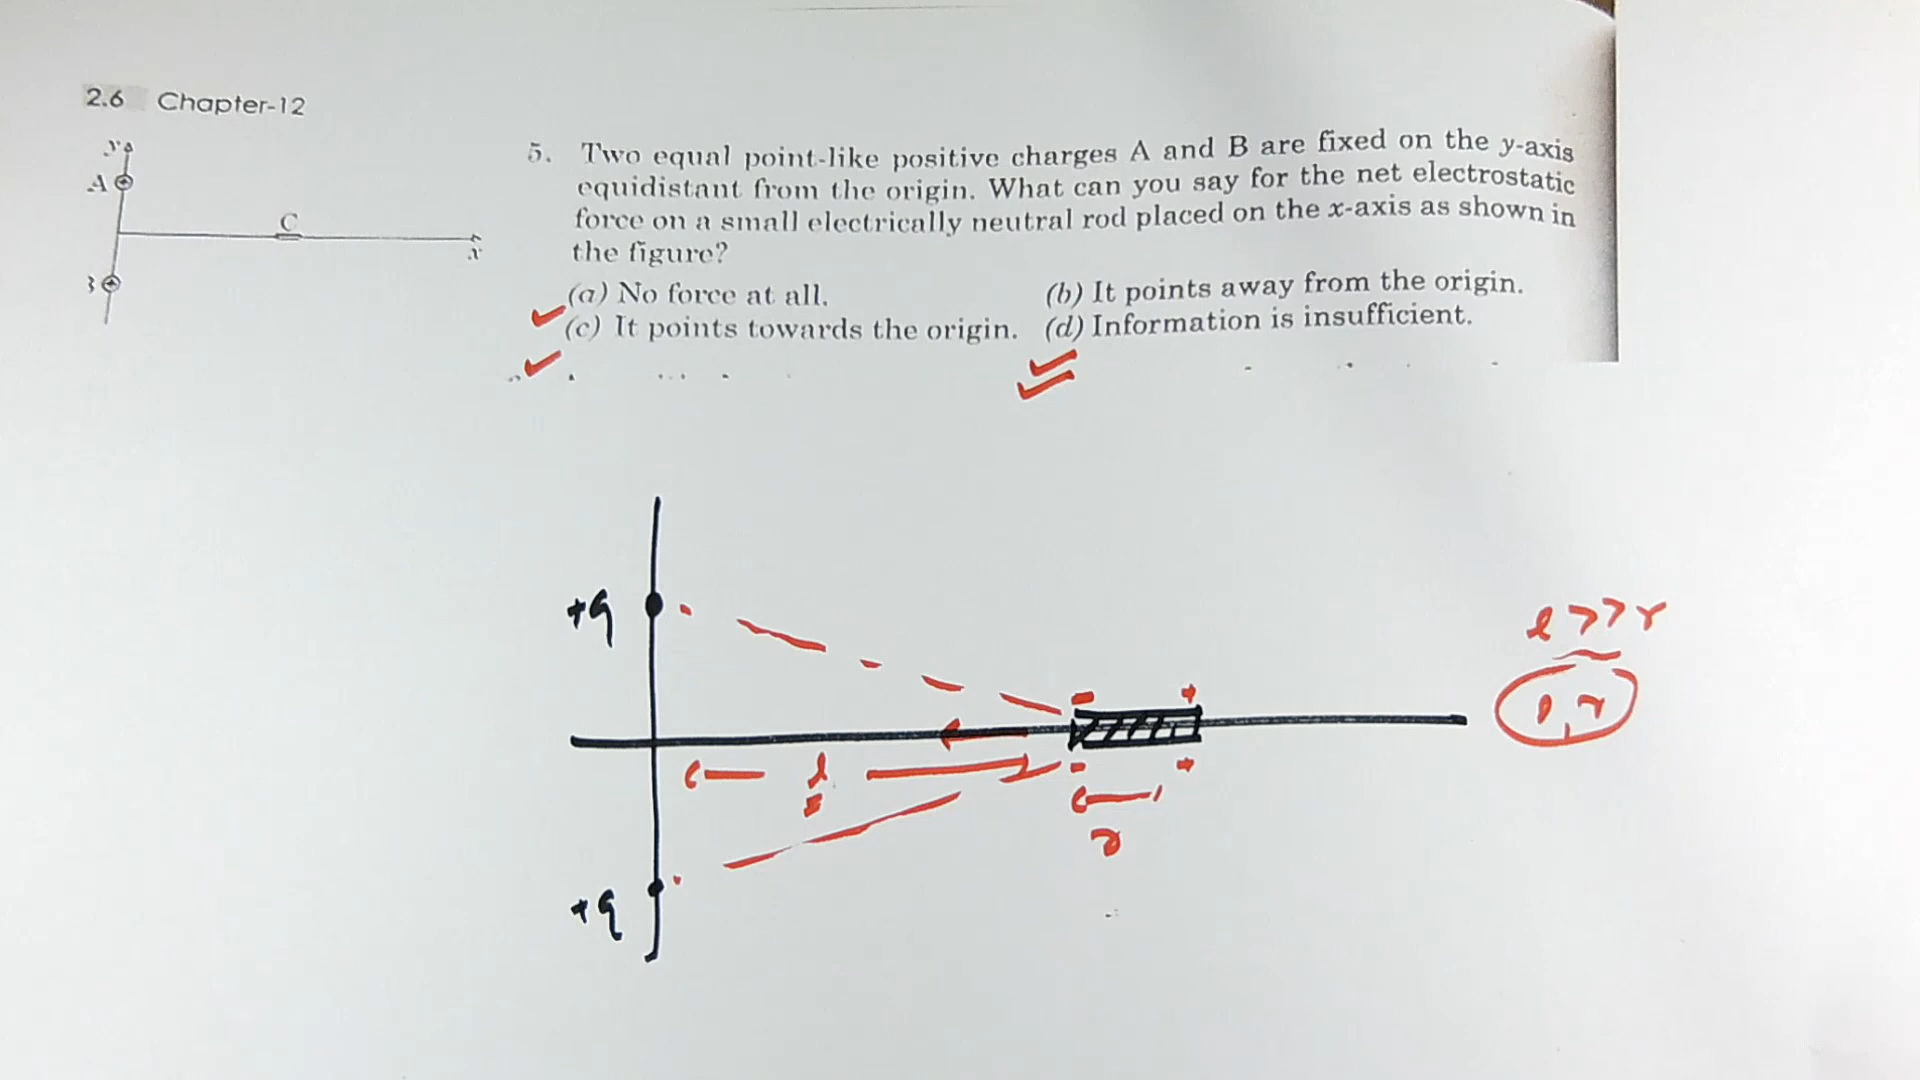 2.6 Chapter-12
y
A
C
x
B
5. Two equal point-like positive charges A and B are fixed on the y-axis
equidistant from the origin. What can you say for the net electrostatic
force on a small electrically neutral rod placed on the x-axis as shown in
the figure?
(a) No force at all. (b) It points away from the origin.
(c) It points towards the origin. (d) Information is insufficient.
+q
l >> r
- +
l
- +
r
+q